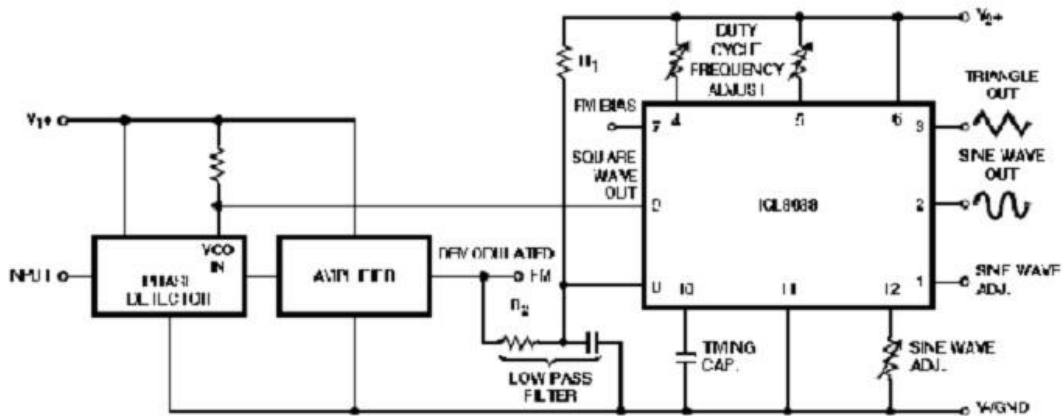 V2+
DUTY
CYCLE
FREQUENCY
ADJUST
R1
TRIANGLE
OUT
FM BIAS
7
4
5
6
3
V1+
SQUARE
WAVE
OUT
SINE WAVE
OUT
ICL8038
2
VCO
IN
INPUT
PHASE
DETECTOR
AMPLIFIER
DEMODULATED
FM
R2
10
11
12
1
SINE WAVE
ADJ.
TIMING
CAP.
SINE WAVE
ADJ.
LOW PASS
FILTER
V-/GND